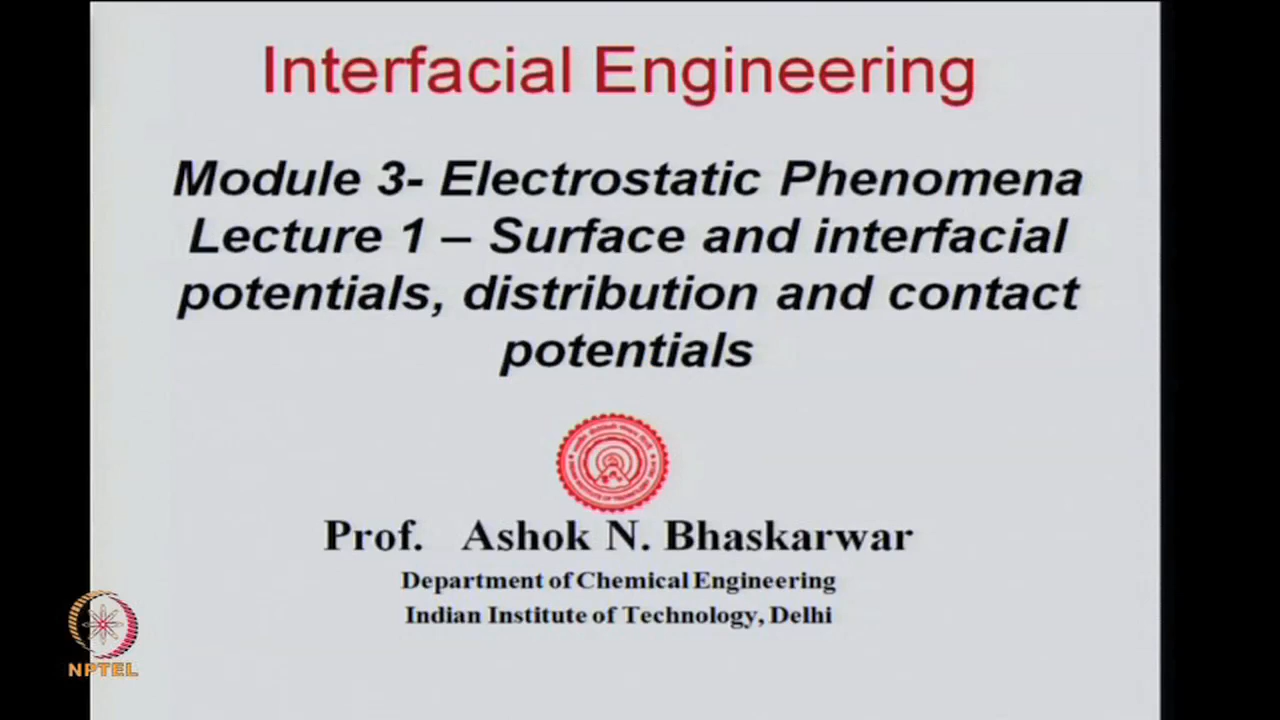 Interfacial Engineering
Module 3- Electrostatic Phenomena
Lecture 1 – Surface and interfacial
potentials, distribution and contact
potentials
Prof. Ashok N. Bhaskarwar
Department of Chemical Engineering
Indian Institute of Technology, Delhi
NPTEL